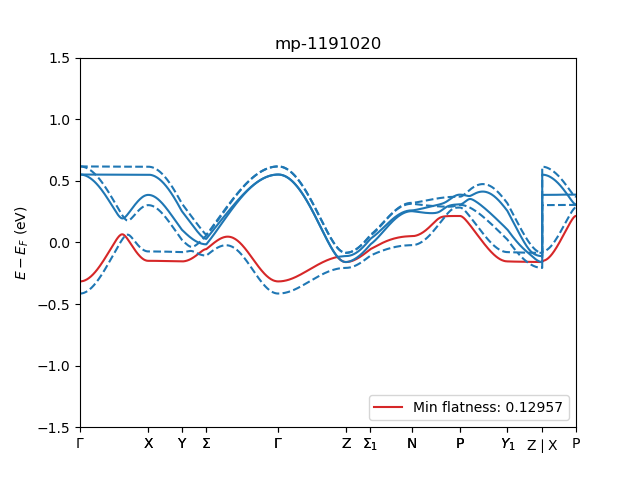 mp-1191020
E − E_F (eV)
1.5
1.0
0.5
0.0
−0.5
−1.0
−1.5
Min flatness: 0.12957
Γ X Y Σ Γ Z Σ₁ N P Y₁ Z | X P